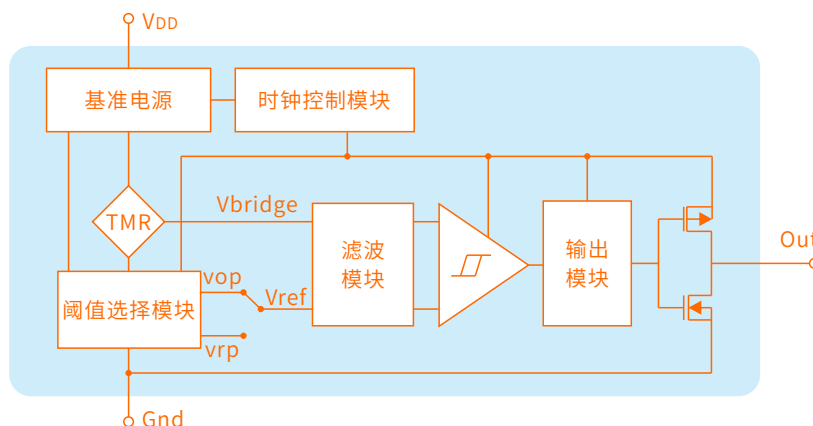 VDD
基准电源
时钟控制模块
TMR
Vbridge
滤波
模块
输出
模块
Out
阈值选择模块
vop
Vref
vrp
Gnd